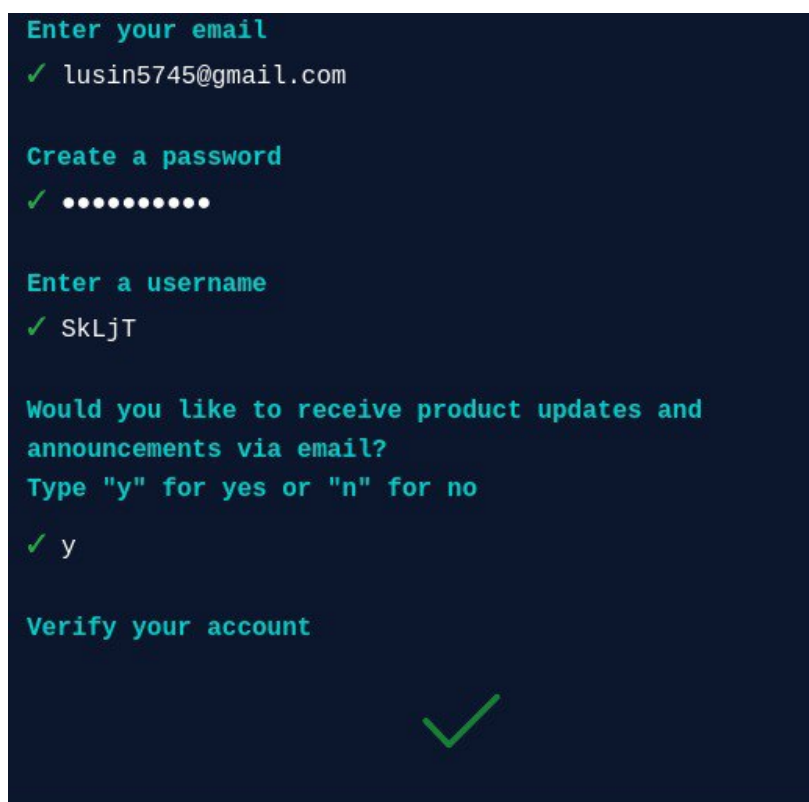 Enter your email
✓ lusin5745@gmail.com
Create a password
✓ ●●●●●●●●●●
Enter a username
✓ SkLjT
Would you like to receive product updates and
announcements via email?
Type "y" for yes or "n" for no
✓ y
Verify your account